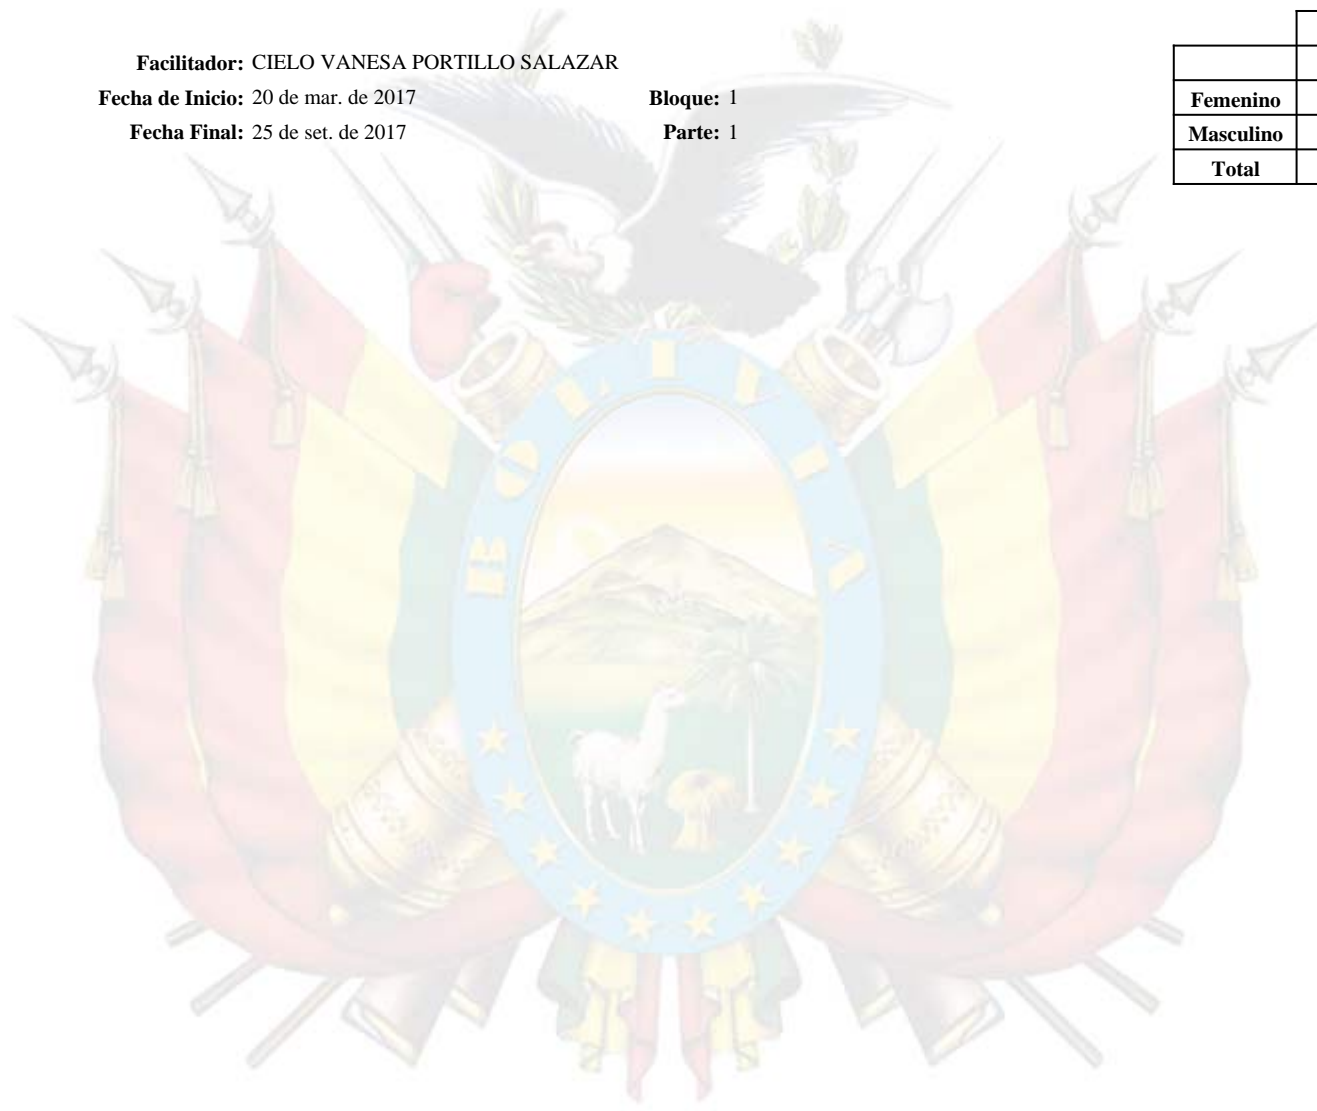 Facilitador: CIELO VANESA PORTILLO SALAZAR
Fecha de Inicio: 20 de mar. de 2017 Bloque: 1
Fecha Final: 25 de set. de 2017 Parte: 1
Femenino
Masculino
Total
BOLIVIA